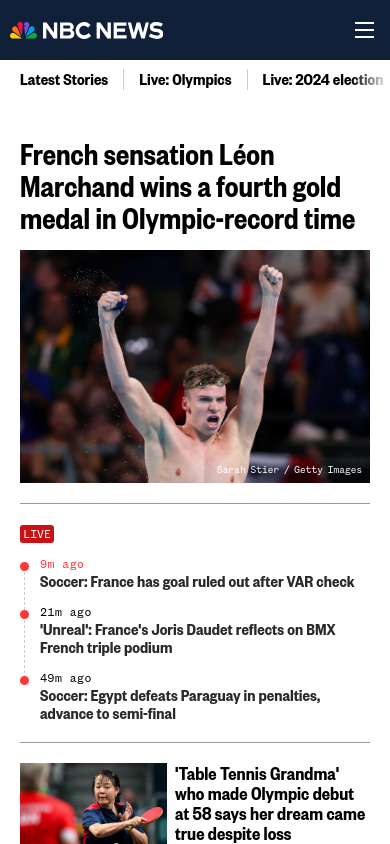 NBC NEWS
Latest Stories
Live: Olympics
Live: 2024 election
French sensation Léon
Marchand wins a fourth gold
medal in Olympic-record time
Sarah Stier / Getty Images
LIVE
9m ago
Soccer: France has goal ruled out after VAR check
21m ago
'Unreal': France's Joris Daudet reflects on BMX
French triple podium
49m ago
Soccer: Egypt defeats Paraguay in penalties,
advance to semi-final
'Table Tennis Grandma'
who made Olympic debut
at 58 says her dream came
true despite loss